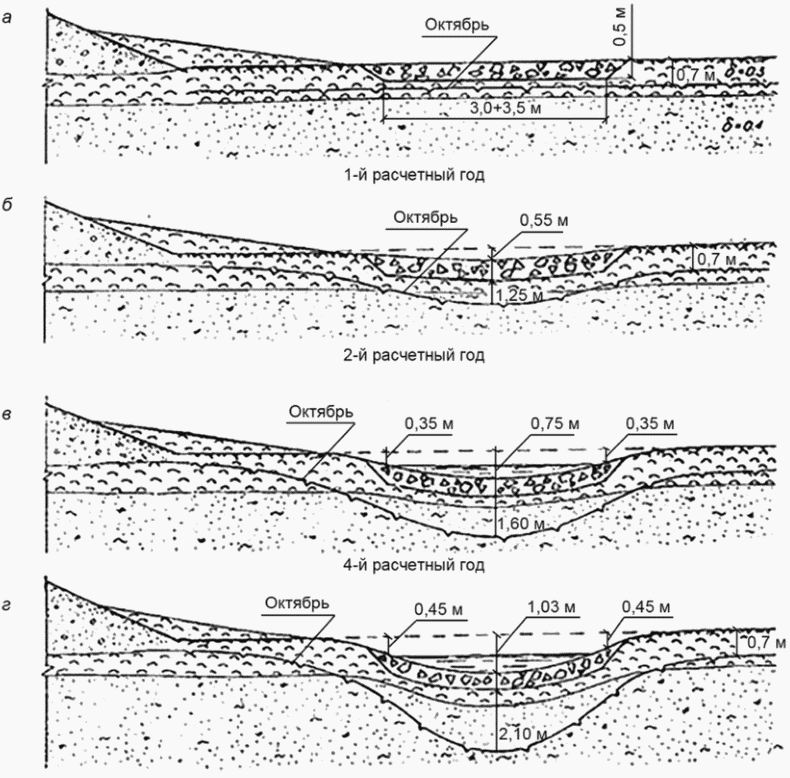 а
Октябрь
0,5 м
0,7 м
δ=0.3
3,0+3,5 м
δ=0.1
1-й расчетный год
б
Октябрь
0,55 м
0,7 м
1,25 м
2-й расчетный год
в
Октябрь
0,35 м
0,75 м
0,35 м
1,60 м
4-й расчетный год
г
Октябрь
0,45 м
1,03 м
0,45 м
0,7 м
2,10 м